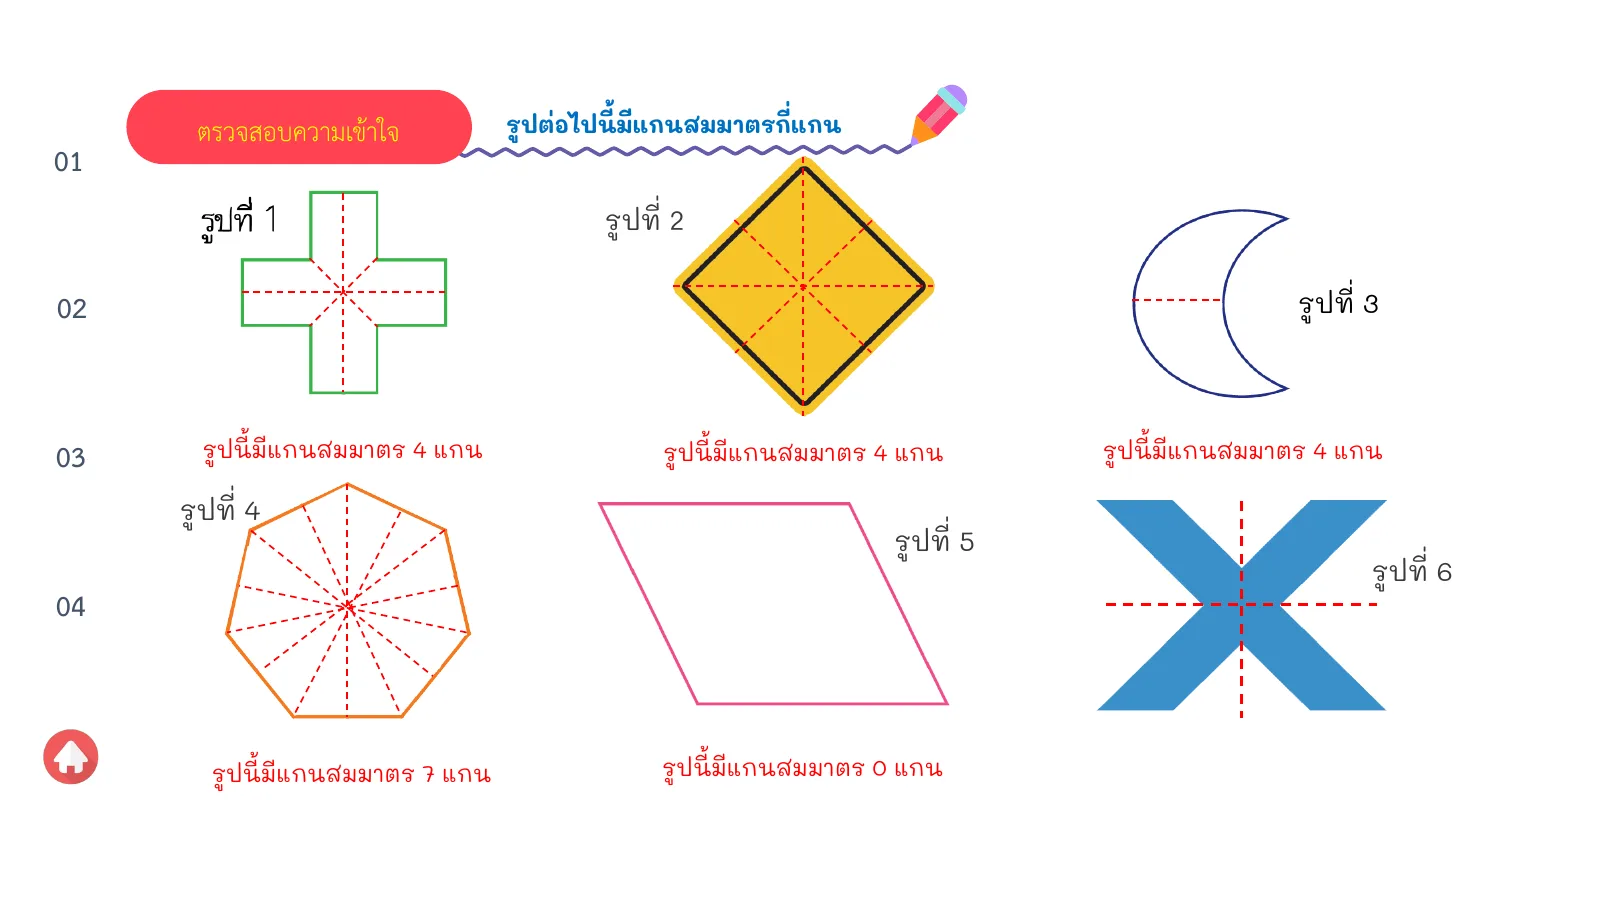 ตรวจสอบความเข้าใจ
รูปต่อไปนี้มีแกนสมมาตรกี่แกน
01
รูปที่ 1
รูปที่ 2
รูปที่ 3
02
รูปนี้มีแกนสมมาตร 4 แกน
รูปนี้มีแกนสมมาตร 4 แกน
รูปนี้มีแกนสมมาตร 4 แกน
03
รูปที่ 4
รูปที่ 5
รูปที่ 6
04
รูปนี้มีแกนสมมาตร 7 แกน
รูปนี้มีแกนสมมาตร 0 แกน